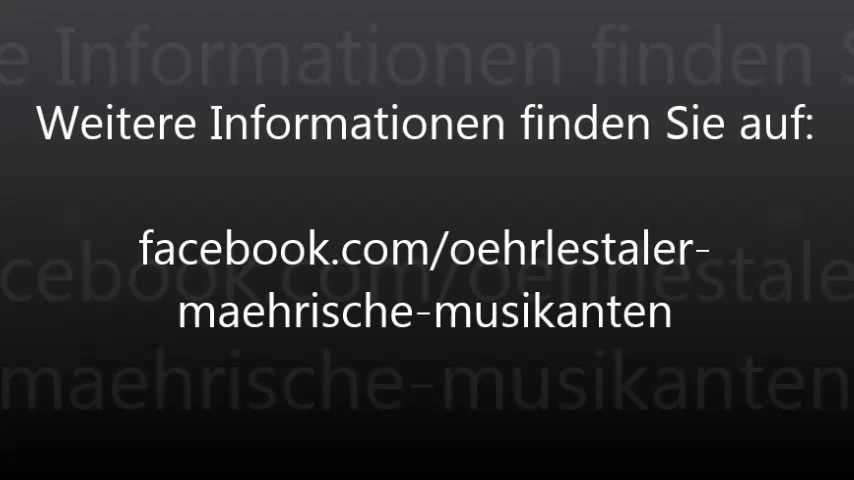 Weitere Informationen finden Sie auf:
facebook.com/oehrlestaler-
maehrische-musikanten